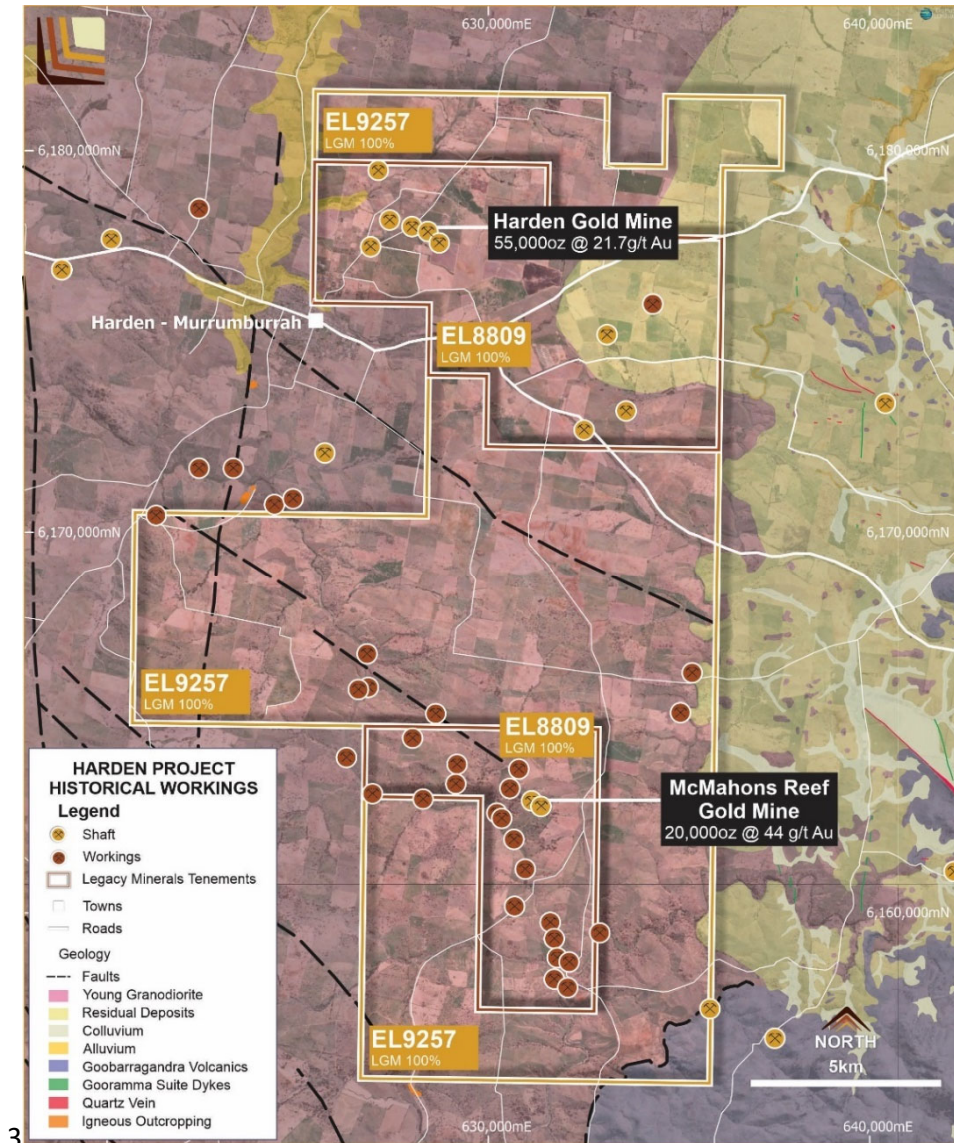 630,000mE
640,000mE
EL9257
LGM 100%
6,180,000mN
6,180,000mN
Harden Gold Mine
55,000oz @ 21.7g/t Au
Harden - Murrumburrah
EL8809
LGM 100%
6,170,000mN
6,170,000mN
EL9257
LGM 100%
EL8809
LGM 100%
McMahons Reef
Gold Mine
20,000oz @ 44 g/t Au
HARDEN PROJECT
HISTORICAL WORKINGS
Legend
Shaft
Workings
Legacy Minerals Tenements
Towns
Roads
Geology
Faults
Young Granodiorite
Residual Deposits
Colluvium
Alluvium
Goobarragandra Volcanics
Gooramma Suite Dykes
Quartz Vein
Igneous Outcropping
6,160,000mN
EL9257
LGM 100%
NORTH
5km
630,000mE
640,000mE
3